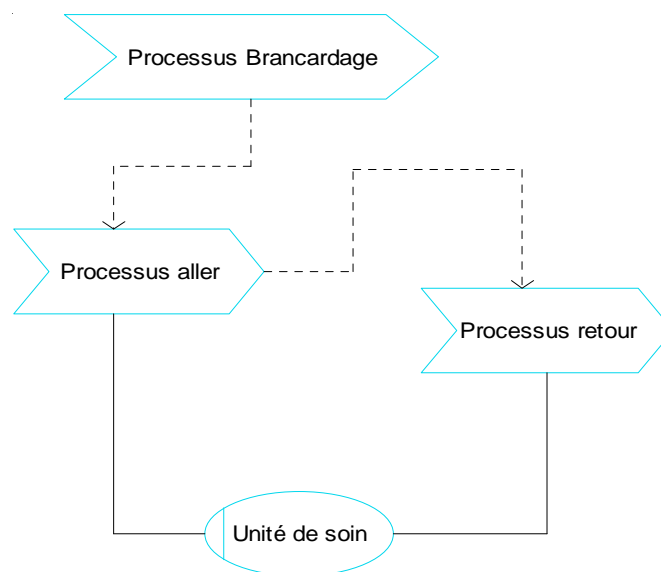 Processus Brancardage
Processus aller
Processus retour
Unité de soin